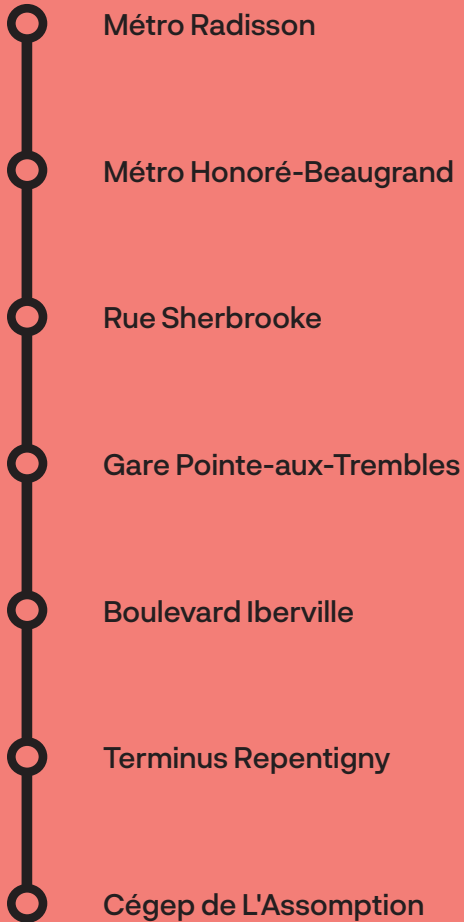 Métro Radisson
Métro Honoré-Beaugrand
Rue Sherbrooke
Gare Pointe-aux-Trembles
Boulevard Iberville
Terminus Repentigny
Cégep de L'Assomption